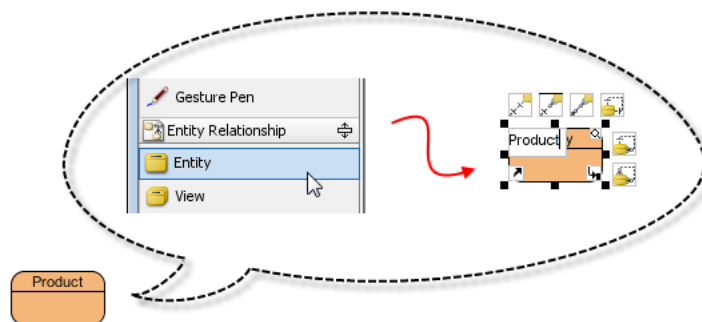 Gesture Pen
Entity Relationship
Entity
View
Product y
Product